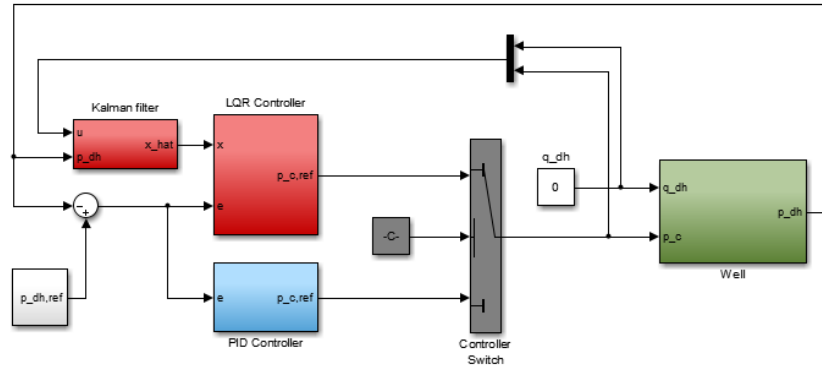 Kalman filter
u
p_dh
x_hat
LQR Controller
x
e
p_c,ref
-
+
p_dh,ref
e
p_c,ref
PID Controller
-C-
Controller
Switch
q_dh
0
q_dh
p_c
p_dh
Well